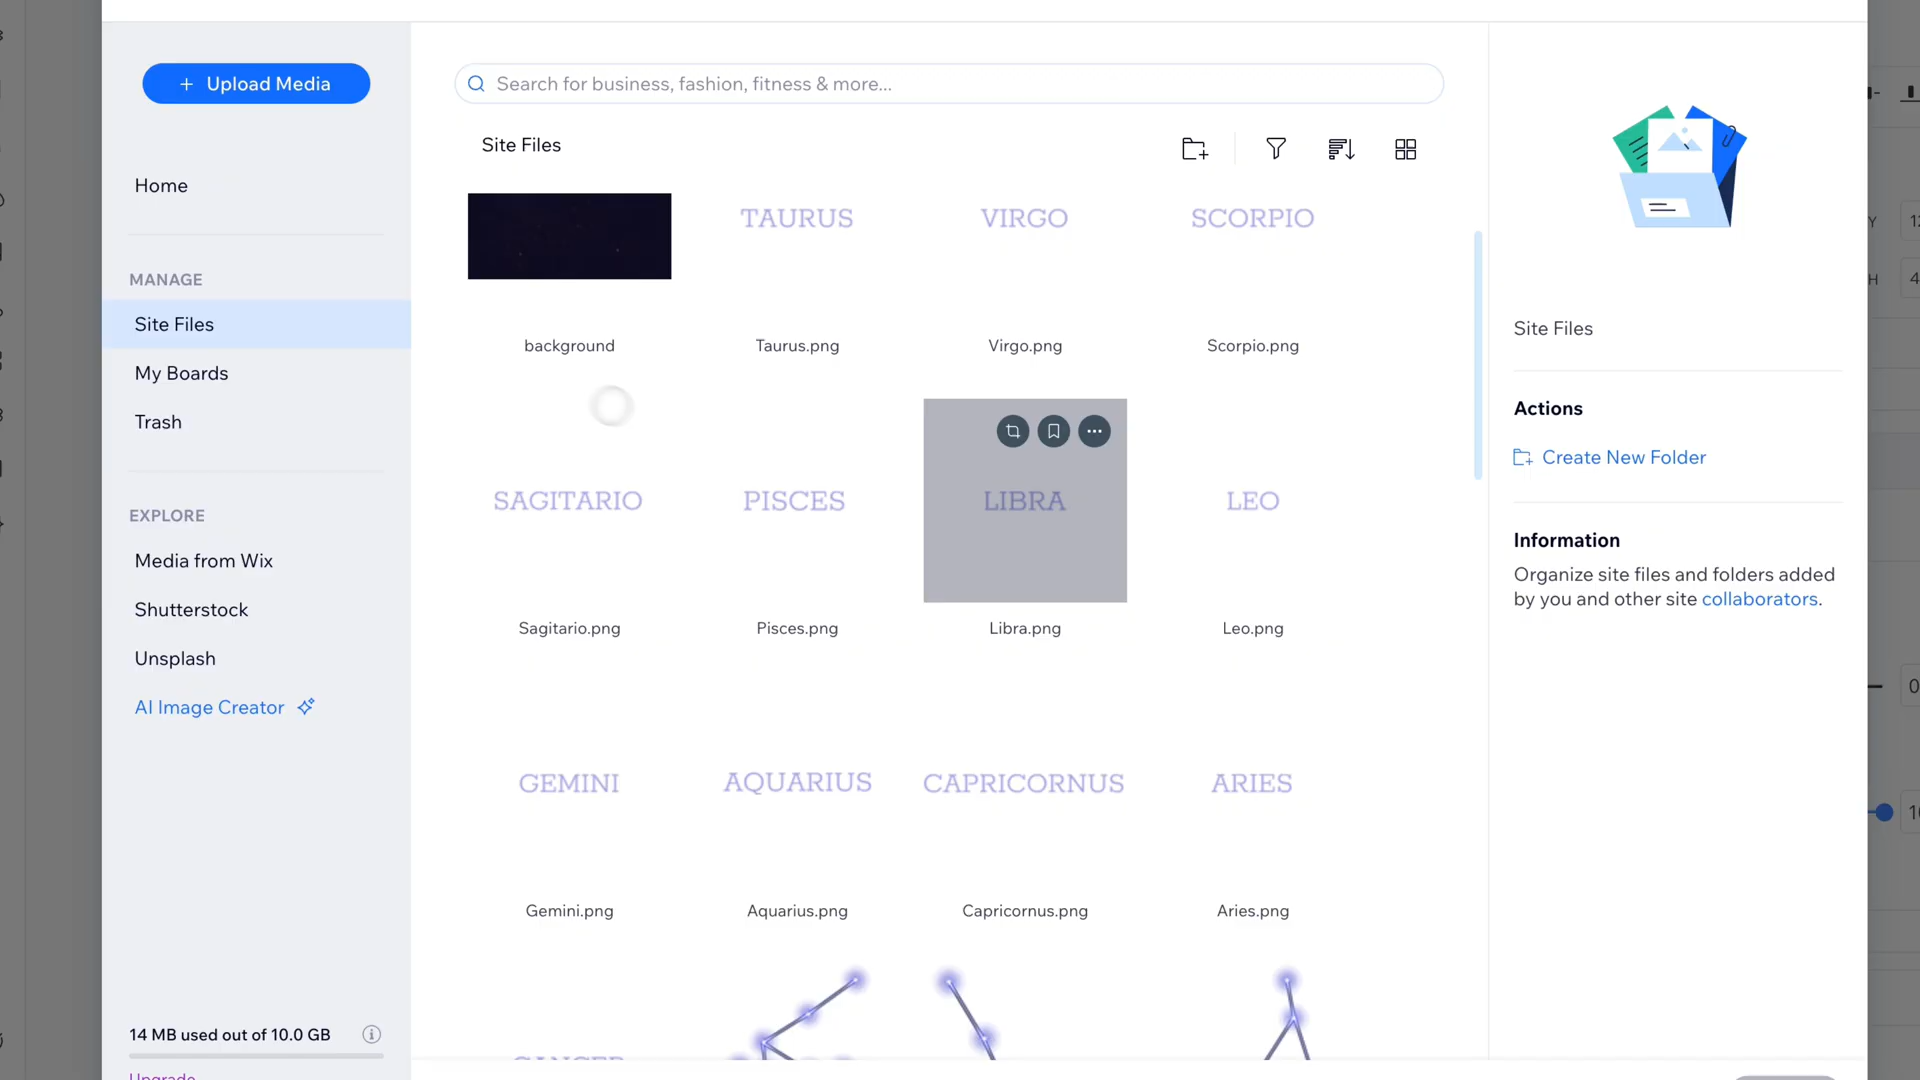 + Upload Media
Search for business, fashion, fitness & more...
Home
MANAGE
Site Files
My Boards
Trash
EXPLORE
Media from Wix
Shutterstock
Unsplash
AI Image Creator
14 MB used out of 10.0 GB
Upgrade
Site Files
TAURUS
VIRGO
SCORPIO
background
Taurus.png
Virgo.png
Scorpio.png
SAGITARIO
PISCES
LIBRA
LEO
Sagitario.png
Pisces.png
Libra.png
Leo.png
GEMINI
AQUARIUS
CAPRICORNUS
ARIES
Gemini.png
Aquarius.png
Capricornus.png
Aries.png
CANCER
Site Files
Actions
Create New Folder
Information
Organize site files and folders added
by you and other site collaborators.
Y
H